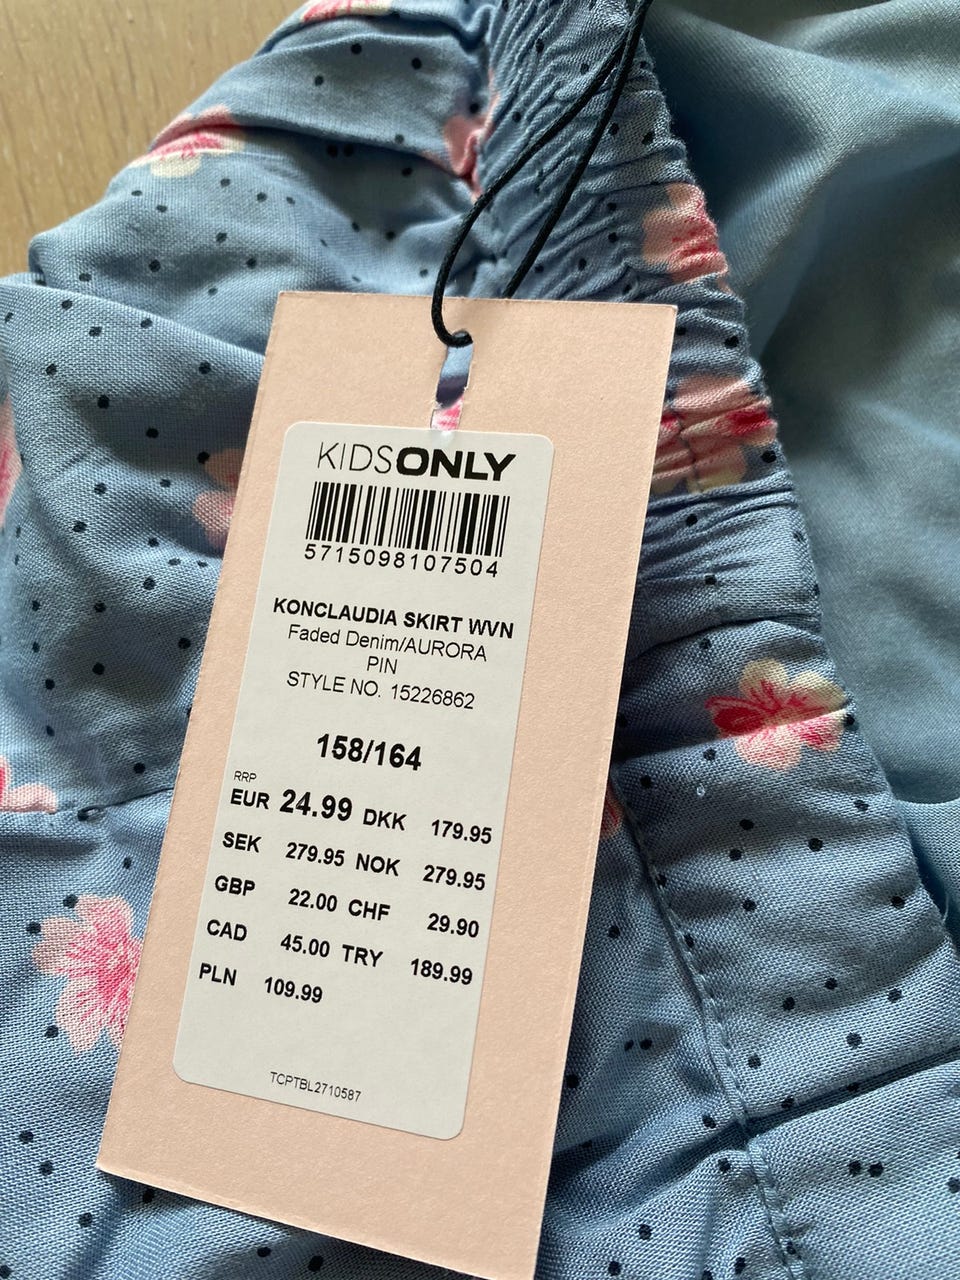 KIDSONLY
5715098107504
KONCLAUDIA SKIRT WVN
Faded Denim/AURORA
PIN
STYLE NO. 15226862
158/164
RRP
EUR 24.99 DKK 179.95
SEK 279.95 NOK 279.95
GBP 22.00 CHF 29.90
CAD 45.00 TRY 189.99
PLN 109.99
TCPTBL2710587